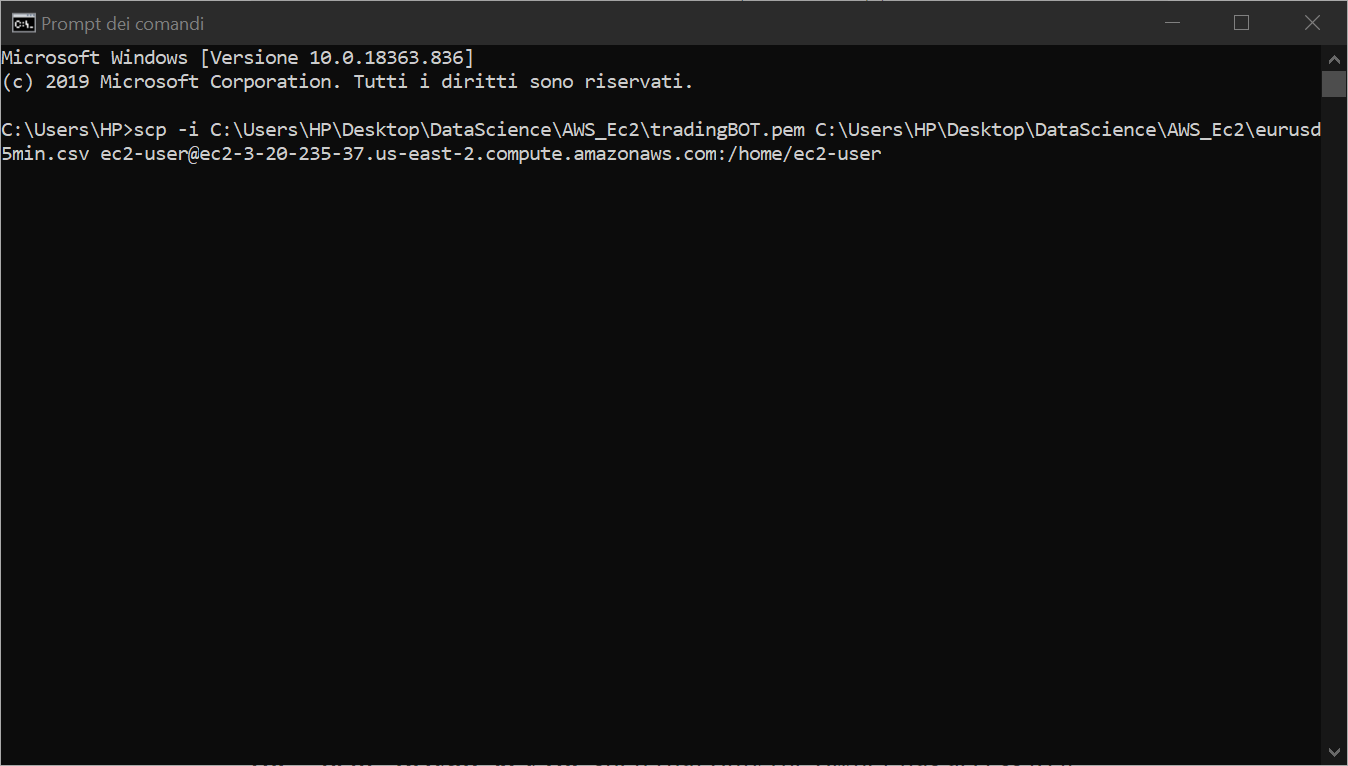 Prompt dei comandi
Microsoft Windows [Versione 10.0.18363.836]
(c) 2019 Microsoft Corporation. Tutti i diritti sono riservati.
C:\Users\HP>scp -i C:\Users\HP\Desktop\DataScience\AWS_Ec2\tradingBOT.pem C:\Users\HP\Desktop\DataScience\AWS_Ec2\eurusd
5min.csv ec2-user@ec2-3-20-235-37.us-east-2.compute.amazonaws.com:/home/ec2-user